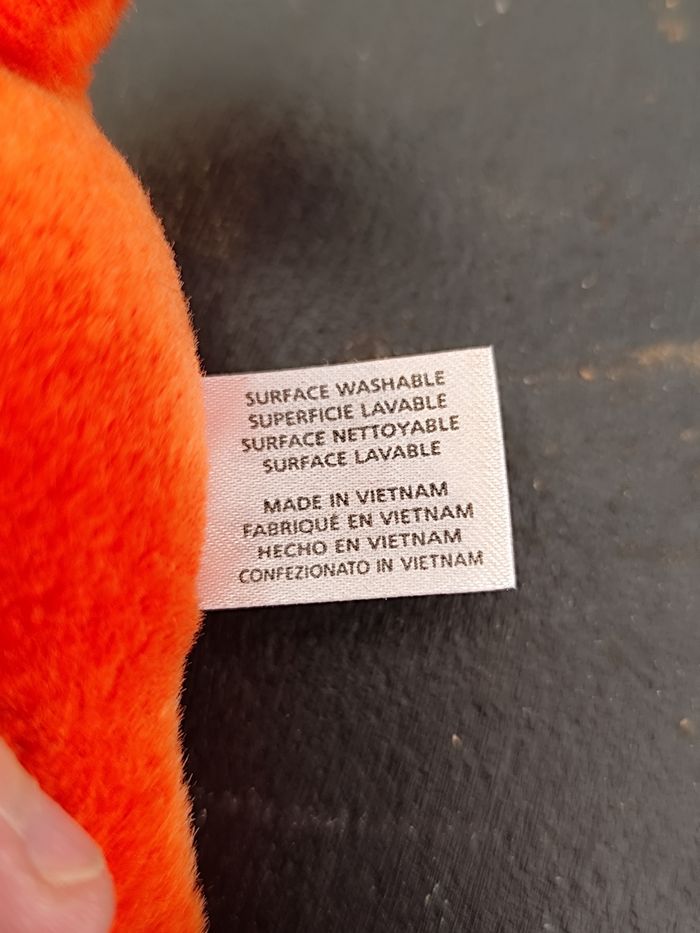 SURFACE WASHABLE
SUPERFICIE LAVABLE
SURFACE NETTOYABLE
SURFACE LAVABLE
MADE IN VIETNAM
FABRIQUÉ EN VIETNAM
HECHO EN VIETNAM
CONFEZIONATO IN VIETNAM